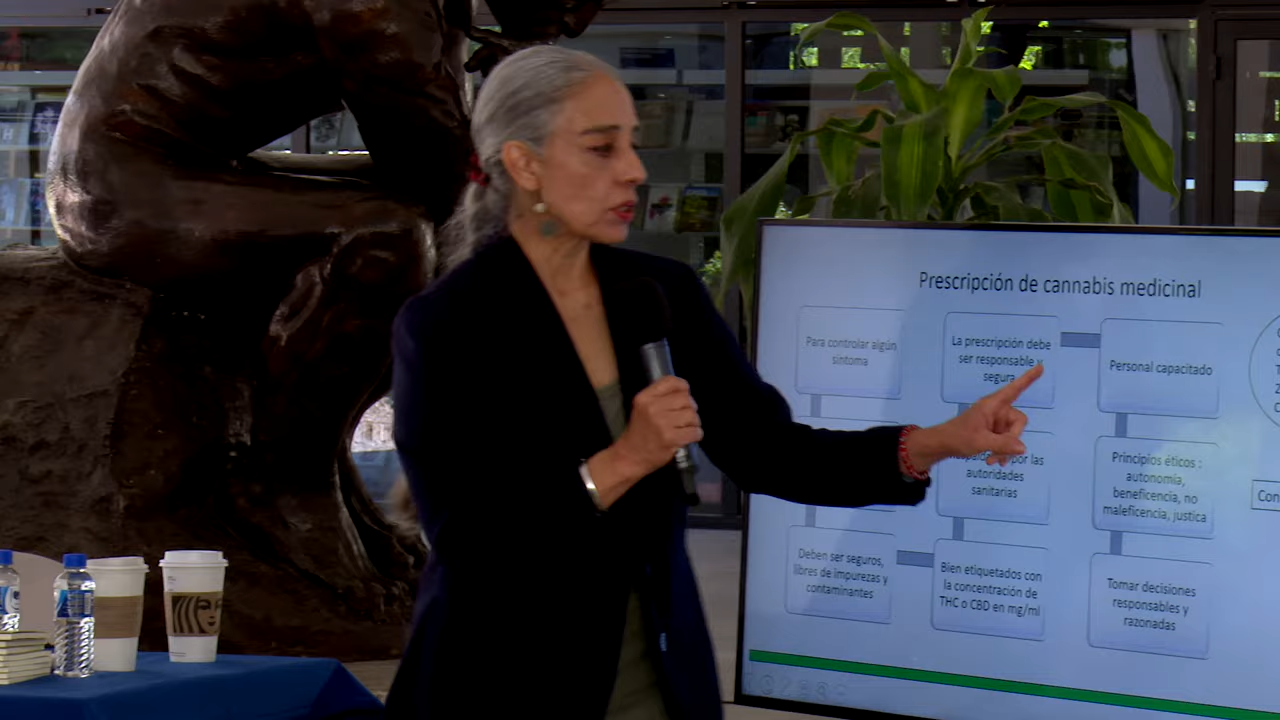 Prescripción de cannabis medicinal
Para controlar algún
síntoma
La prescripción debe
ser responsable y
segura
Personal capacitado
por las
autoridades
sanitarias
Principios éticos :
autonomía,
beneficencia, no
maleficencia, justica
Deben ser seguros,
libres de impurezas y
contaminantes
Bien etiquetados con
la concentración de
THC o CBD en mg/ml
Tomar decisiones
responsables y
razonadas
Con